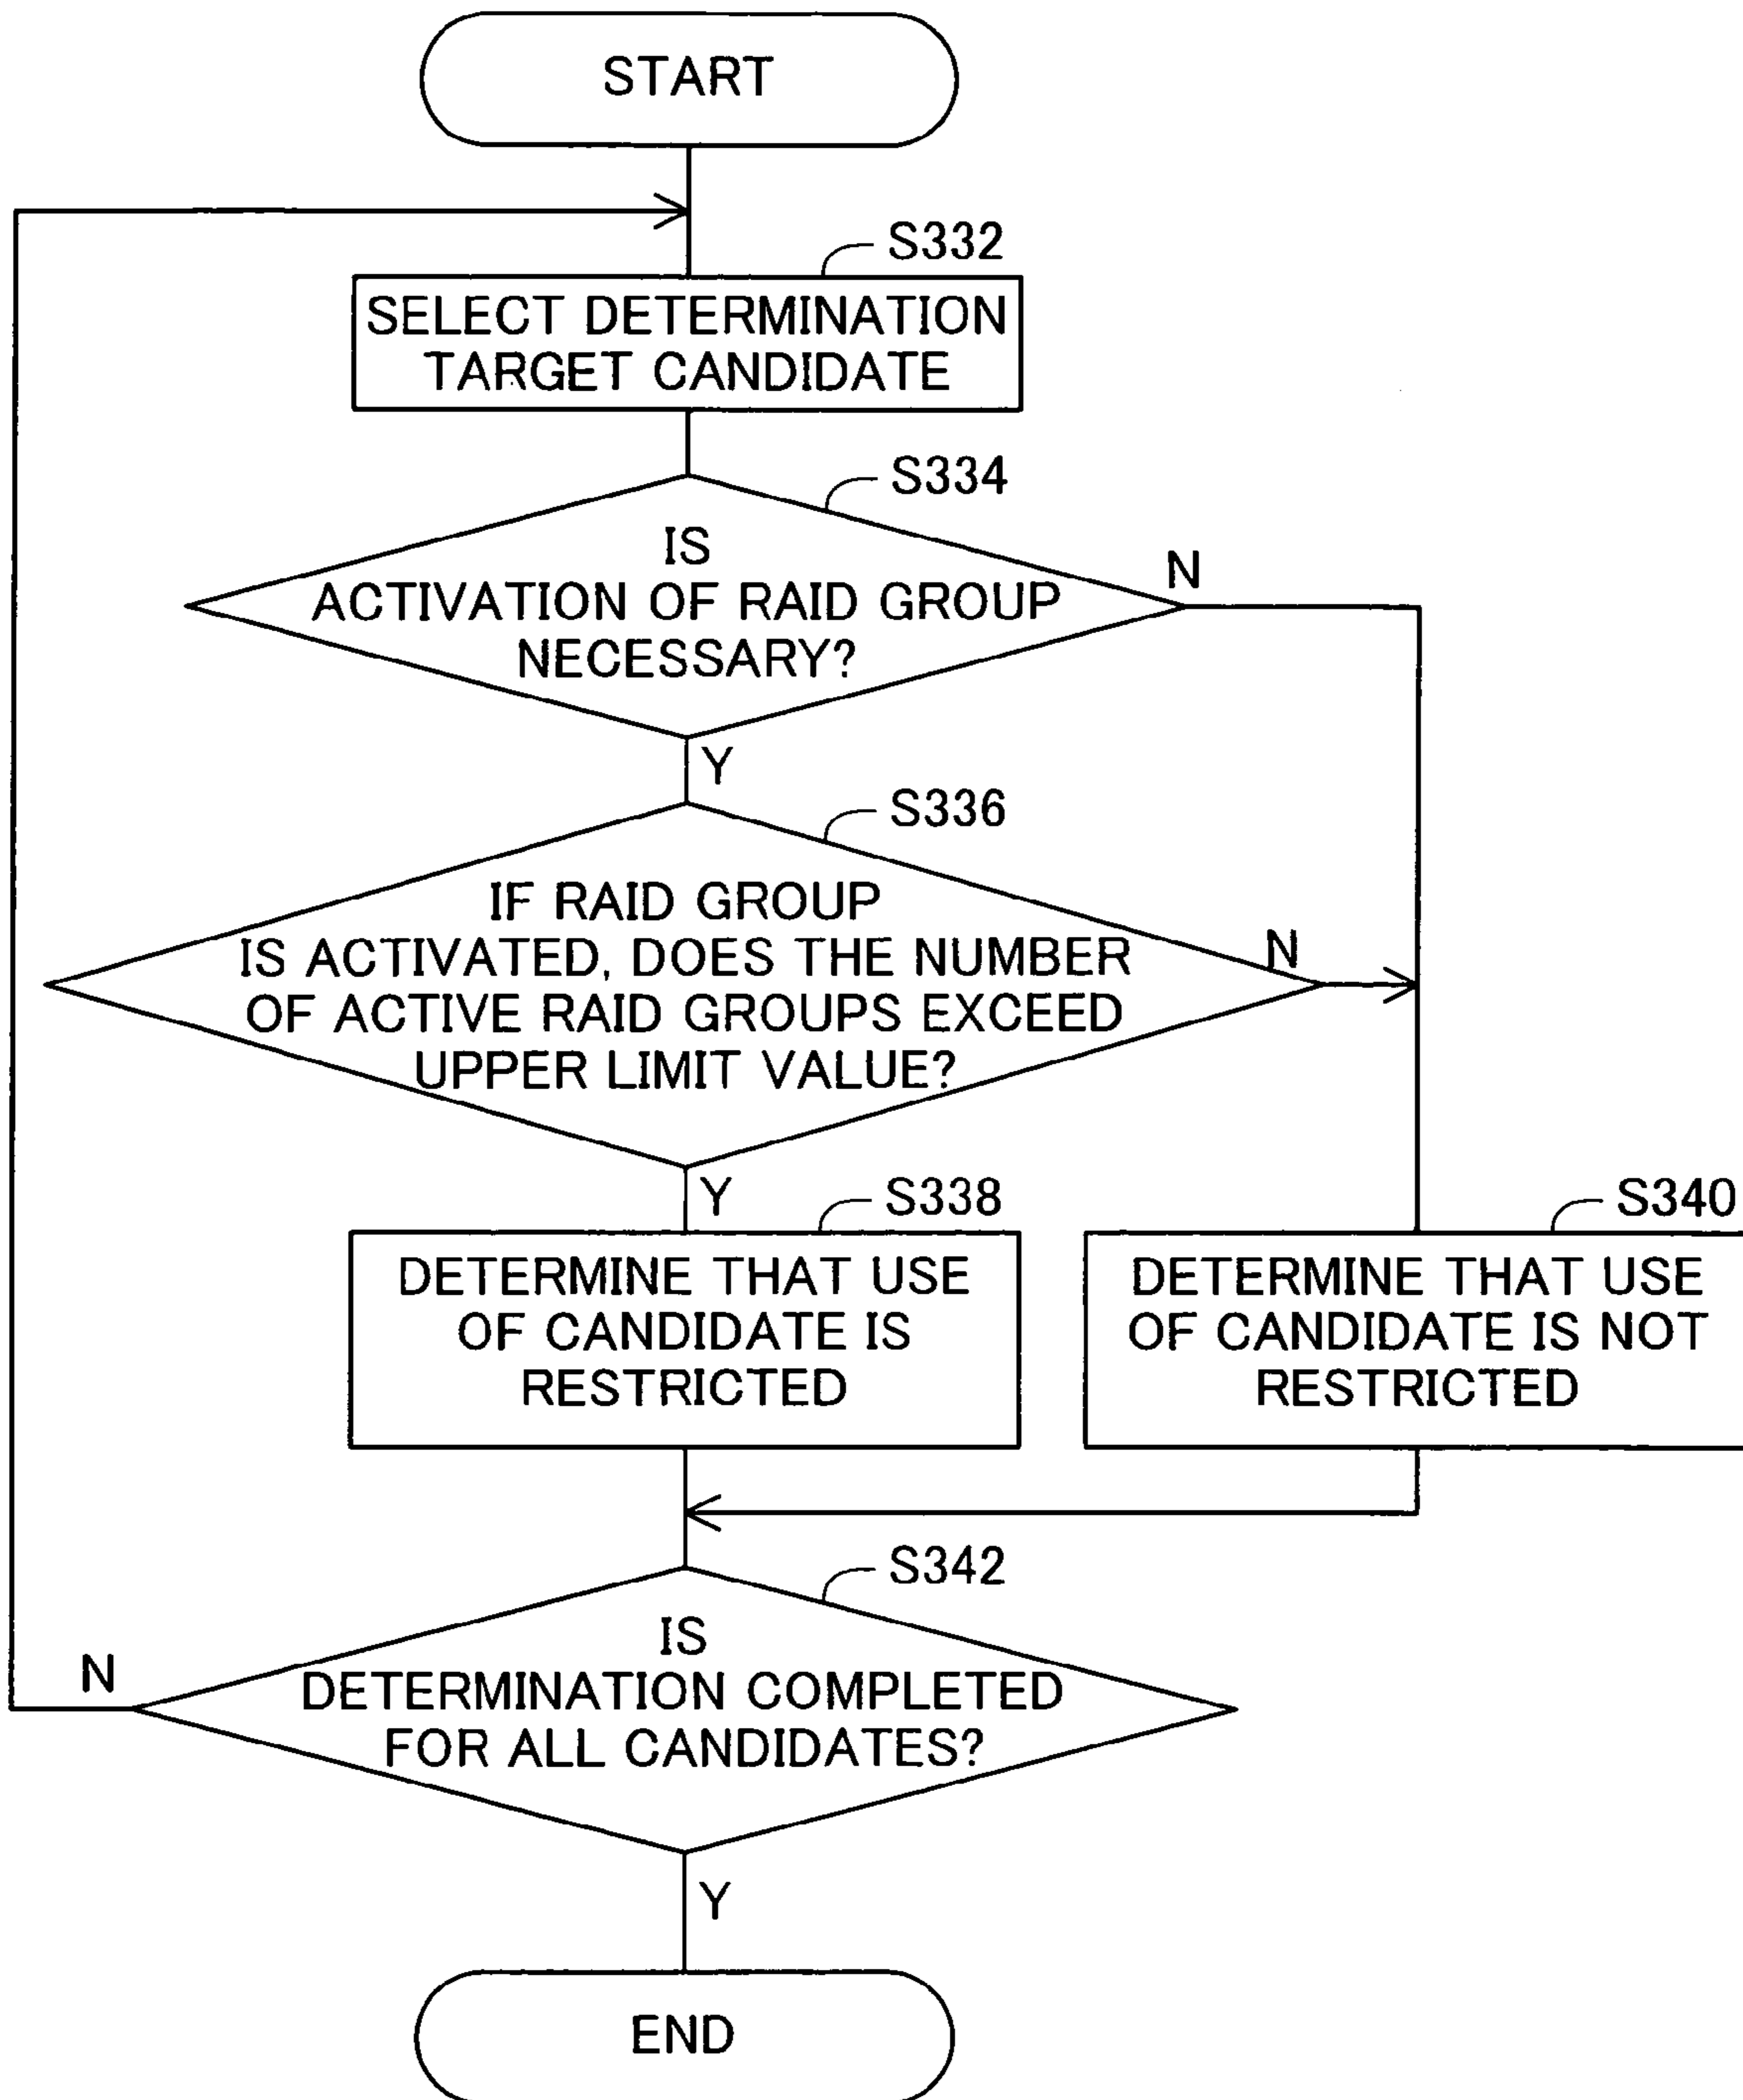 START
S332
SELECT DETERMINATION
TARGET CANDIDATE
S334
IS
ACTIVATION OF RAID GROUP
NECESSARY?
N
Y
S336
IF RAID GROUP
IS ACTIVATED, DOES THE NUMBER
OF ACTIVE RAID GROUPS EXCEED
UPPER LIMIT VALUE?
N
Y
S338
DETERMINE THAT USE
OF CANDIDATE IS
RESTRICTED
S340
DETERMINE THAT USE
OF CANDIDATE IS NOT
RESTRICTED
S342
IS
DETERMINATION COMPLETED
FOR ALL CANDIDATES?
N
Y
END